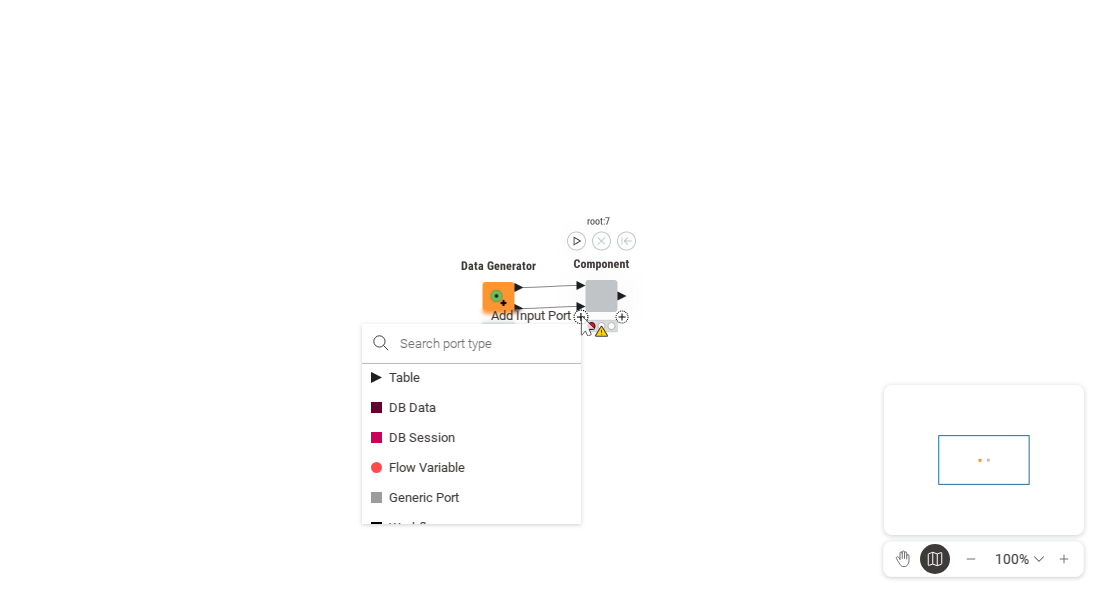 root:7
Data Generator
Component
Add Input Port
Search port type
Table
DB Data
DB Session
Flow Variable
Generic Port
100%